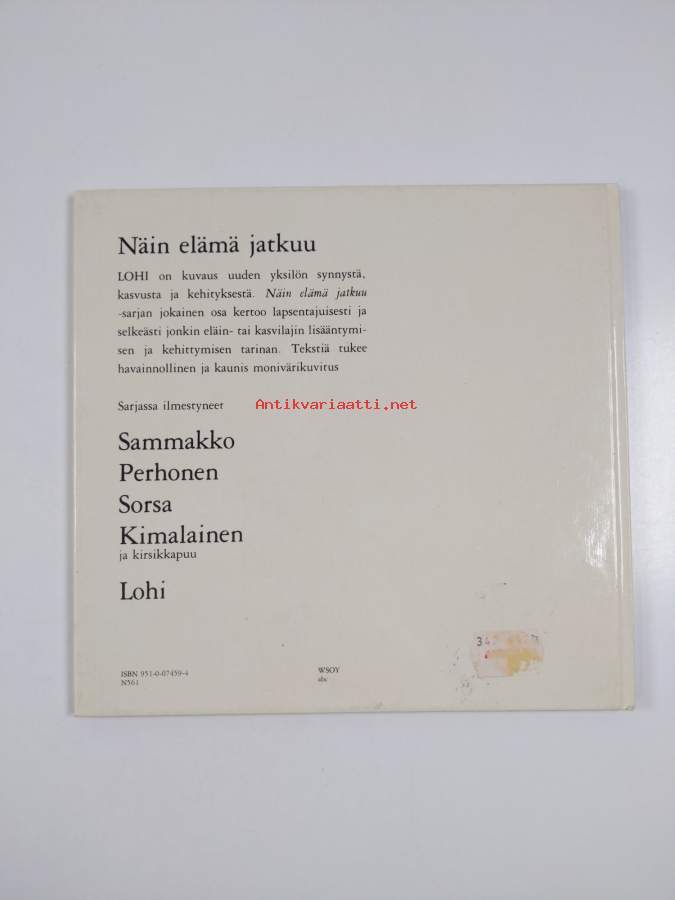 Näin elämä jatkuu
LOHI on kuvaus uuden yksilön synnystä,
kasvusta ja kehityksestä. Näin elämä jatkuu
-sarjan jokainen osa kertoo lapsentajuisesti ja
selkeästi jonkin eläin- tai kasvilajin lisääntymi-
sen ja kehittymisen tarinan. Tekstiä tukee
havainnollinen ja kaunis monivärikuvitus
Sarjassa ilmestyneet
Antikvariaatti.net
Sammakko
Perhonen
Sorsa
Kimalainen
ja kirsikkapuu
Lohi
ISBN 951-0-07459-4
N561
WSOY
abc